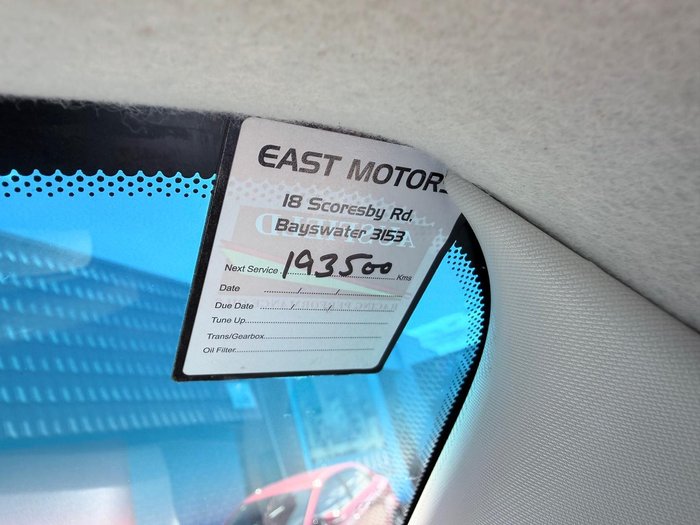 EAST MOTORS
18 Scoresby Rd,
Bayswater 3153
Next Service 193500 Kms
Date ........../........../..........
Due Date ........../........../..........
Tune Up
Trans/Gearbox
Oil Filter